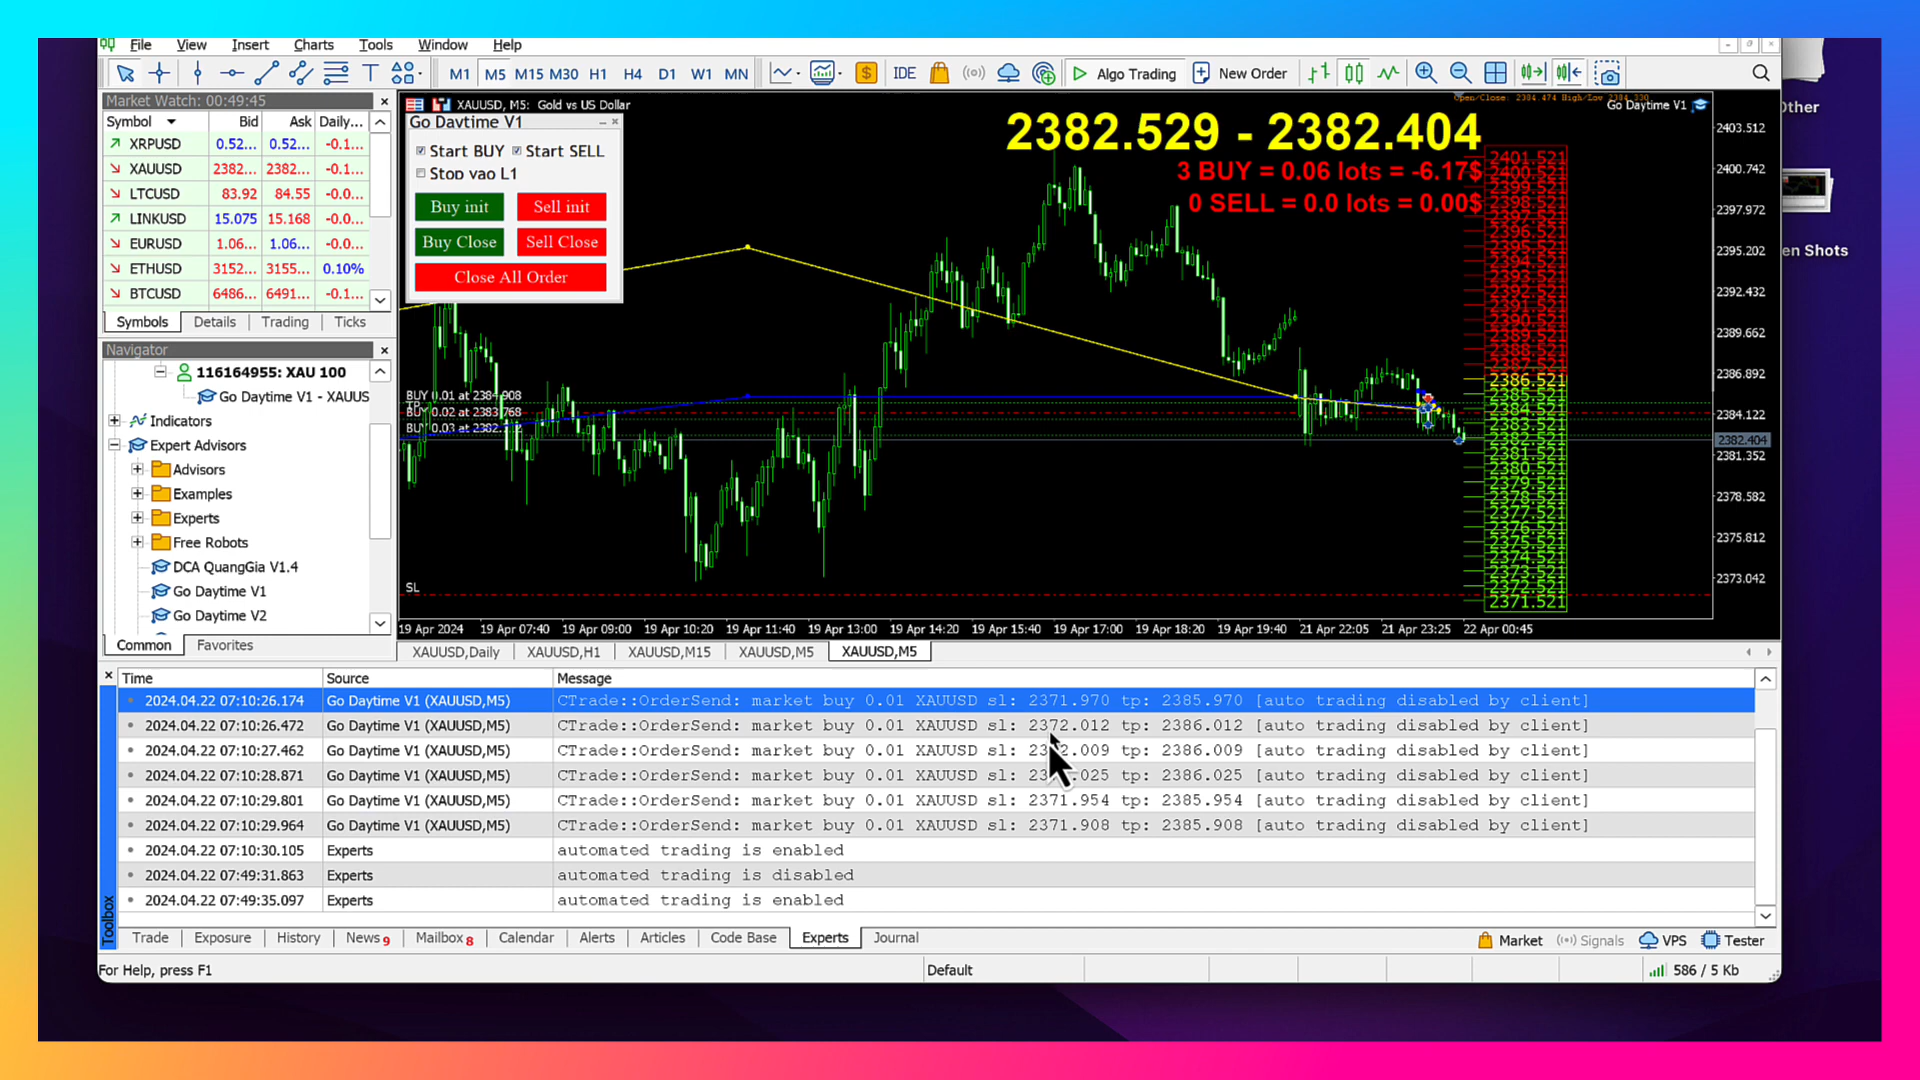 File View Insert Charts Tools Window Help
M1 M5 M15 M30 H1 H4 D1 W1 MN IDE Algo Trading New Order
Market Watch: 00:49:45
Symbol Bid Ask Daily...
XRPUSD 0.52... 0.52... -0.1...
XAUUSD 2382... 2382... -0.1...
LTCUSD 83.92 84.55 -0.0...
LINKUSD 15.075 15.168 -0.0...
EURUSD 1.06... 1.06... -0.0...
ETHUSD 3152... 3155... 0.10%
BTCUSD 6486... 6491... -0.1...
Symbols Details Trading Ticks
Navigator
116164955: XAU 100
Go Daytime V1 - XAUUS
Indicators
Expert Advisors
Advisors
Examples
Experts
Free Robots
DCA QuangGia V1.4
Go Daytime V1
Go Daytime V2
Common Favorites
XAUUSD, M5: Gold vs US Dollar
Go Daytime V1
Start BUY Start SELL
Stop vao L1
Buy init Sell init
Buy Close Sell Close
Close All Order
Go Daytime V1
2382.529 - 2382.404
3 BUY = 0.06 lots = -6.17$
0 SELL = 0.0 lots = 0.00$
BUY 0.01 at 2384.908
TP
BUY 0.02 at 2383.768
BUY 0.03 at 2382.
SL
2401.521
2400.521
2386.521
2371.521
2403.512
2400.742
2397.972
2395.202
2392.432
2389.662
2386.892
2384.122
2382.404
2381.352
2378.582
2375.812
2373.042
19 Apr 2024 19 Apr 07:40 19 Apr 09:00 19 Apr 10:20 19 Apr 11:40 19 Apr 13:00 19 Apr 14:20 19 Apr 15:40 19 Apr 17:00 19 Apr 18:20 19 Apr 19:40 21 Apr 22:05 21 Apr 23:25 22 Apr 00:45
XAUUSD,Daily XAUUSD,H1 XAUUSD,M15 XAUUSD,M5 XAUUSD,M5
Other
en Shots
Time Source Message
2024.04.22 07:10:26.174 Go Daytime V1 (XAUUSD,M5) CTrade::OrderSend: market buy 0.01 XAUUSD sl: 2371.970 tp: 2385.970 [auto trading disabled by client]
2024.04.22 07:10:26.472 Go Daytime V1 (XAUUSD,M5) CTrade::OrderSend: market buy 0.01 XAUUSD sl: 2372.012 tp: 2386.012 [auto trading disabled by client]
2024.04.22 07:10:27.462 Go Daytime V1 (XAUUSD,M5) CTrade::OrderSend: market buy 0.01 XAUUSD sl: 2372.009 tp: 2386.009 [auto trading disabled by client]
2024.04.22 07:10:28.871 Go Daytime V1 (XAUUSD,M5) CTrade::OrderSend: market buy 0.01 XAUUSD sl: tp: 2386.025 [auto trading disabled by client]
2024.04.22 07:10:29.801 Go Daytime V1 (XAUUSD,M5) CTrade::OrderSend: market buy 0.01 XAUUSD sl: 2371.954 tp: 2385.954 [auto trading disabled by client]
2024.04.22 07:10:29.964 Go Daytime V1 (XAUUSD,M5) CTrade::OrderSend: market buy 0.01 XAUUSD sl: 2371.908 tp: 2385.908 [auto trading disabled by client]
2024.04.22 07:10:30.105 Experts automated trading is enabled
2024.04.22 07:49:31.863 Experts automated trading is disabled
2024.04.22 07:49:35.097 Experts automated trading is enabled
Toolbox
Trade Exposure History News 9 Mailbox 8 Calendar Alerts Articles Code Base Experts Journal Market Signals VPS Tester
For Help, press F1 Default 586 / 5 Kb